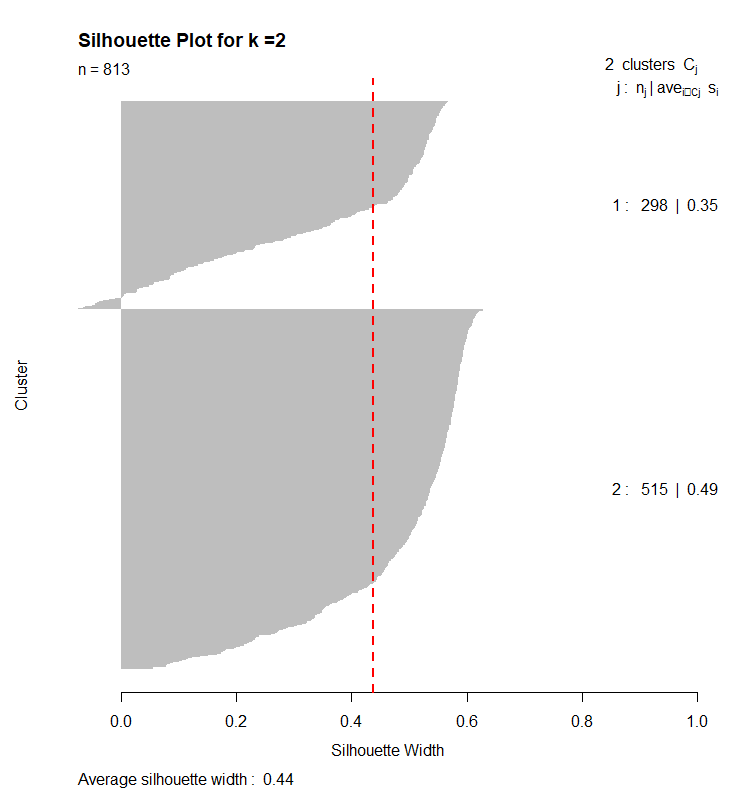 Silhouette Plot for k =2
n = 813
2 clusters Cj
j : nj | avei□Cj si
1 : 298 | 0.35
Cluster
2 : 515 | 0.49
0.0 0.2 0.4 0.6 0.8 1.0
Silhouette Width
Average silhouette width : 0.44